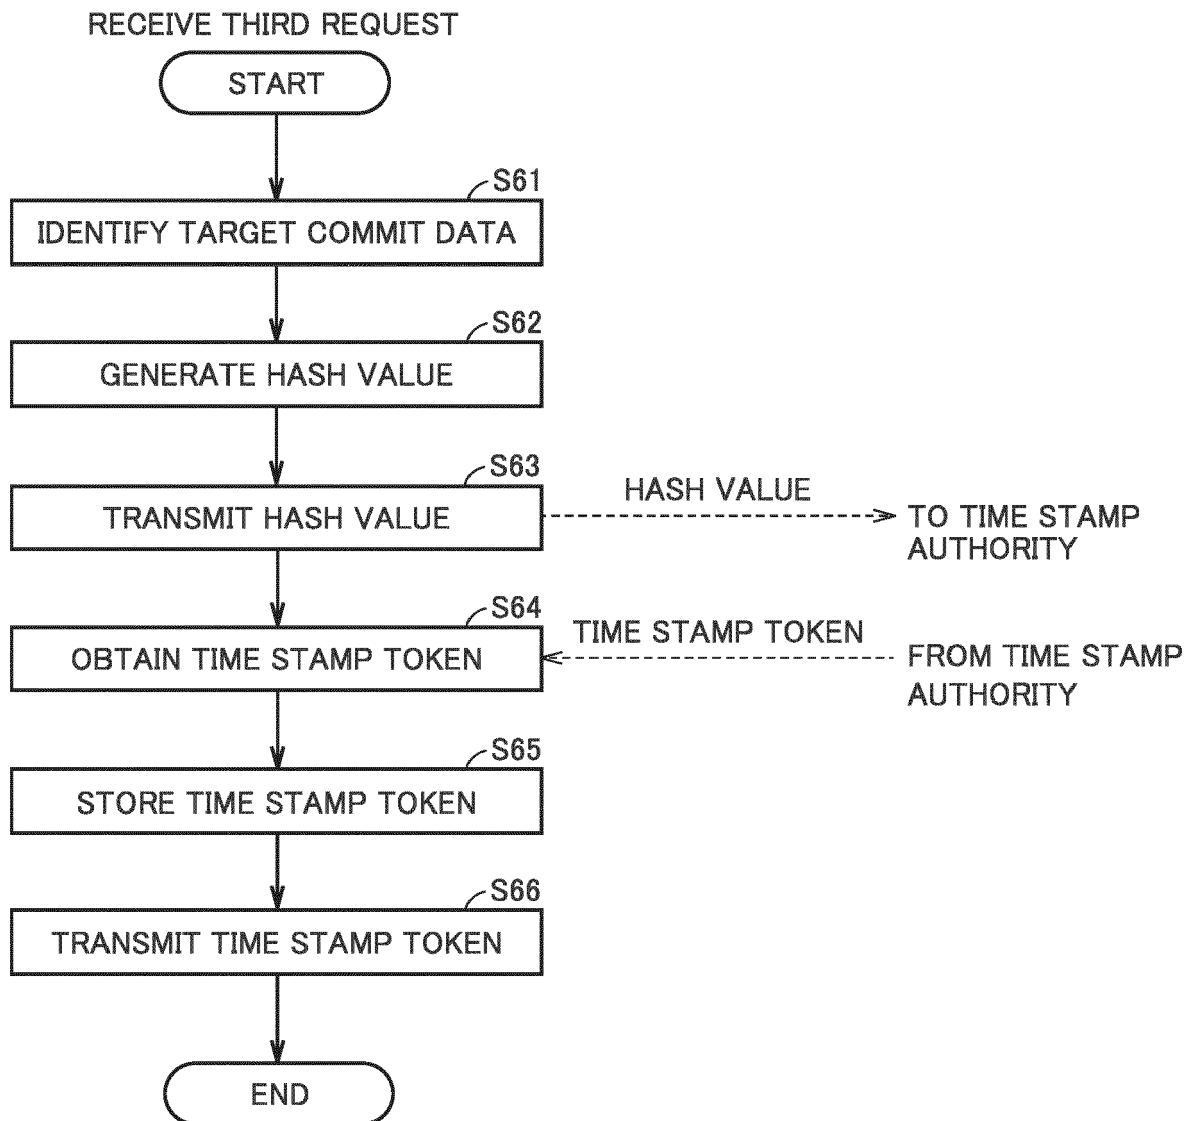 RECEIVE THIRD REQUEST
START
S61
IDENTIFY TARGET COMMIT DATA
S62
GENERATE HASH VALUE
S63
TRANSMIT HASH VALUE
HASH VALUE
TO TIME STAMP
AUTHORITY
S64
OBTAIN TIME STAMP TOKEN
TIME STAMP TOKEN
FROM TIME STAMP
AUTHORITY
S65
STORE TIME STAMP TOKEN
S66
TRANSMIT TIME STAMP TOKEN
END